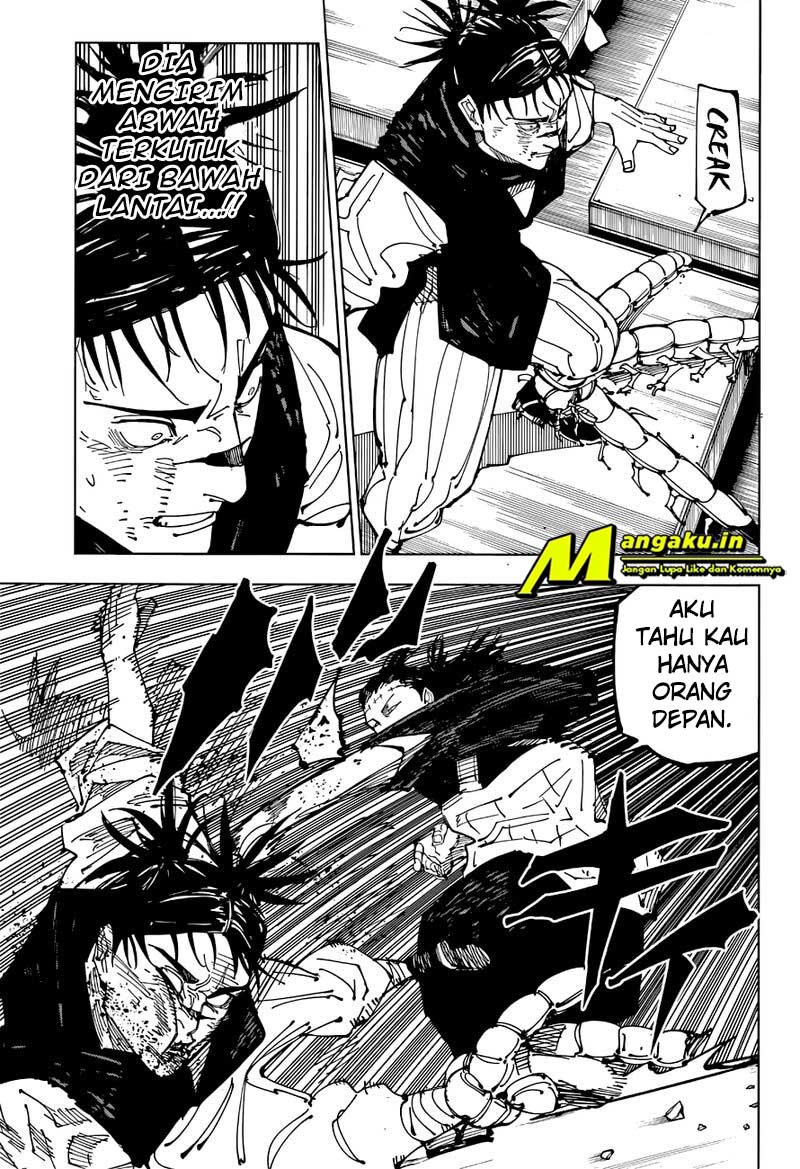 CREAK
DIA
MENGIRIM
ARWAH
TERKUTUK
DARI BAWAH
LANTAI...!!
Mangaku.in
Jangan Lupa Like dan Komennya
AKU
TAHU KAU
HANYA
ORANG
DEPAN.